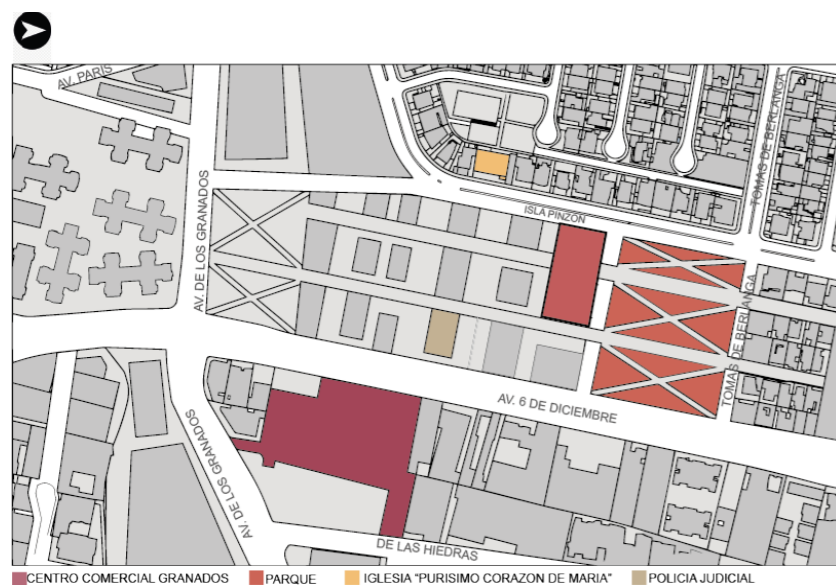 AV. PARIS
AV. DE LOS GRANADOS
TOMAS DE BERLANGA
ISLA PINZÓN
TOMAS DE BERLANGA
AV. 6 DE DICIEMBRE
AV. DE LOS GRANADOS
DE LAS HIEDRAS
CENTRO COMERCIAL GRANADOS PARQUE IGLESIA "PURISIMO CORAZON DE MARIA" POLICIA JUDICIAL